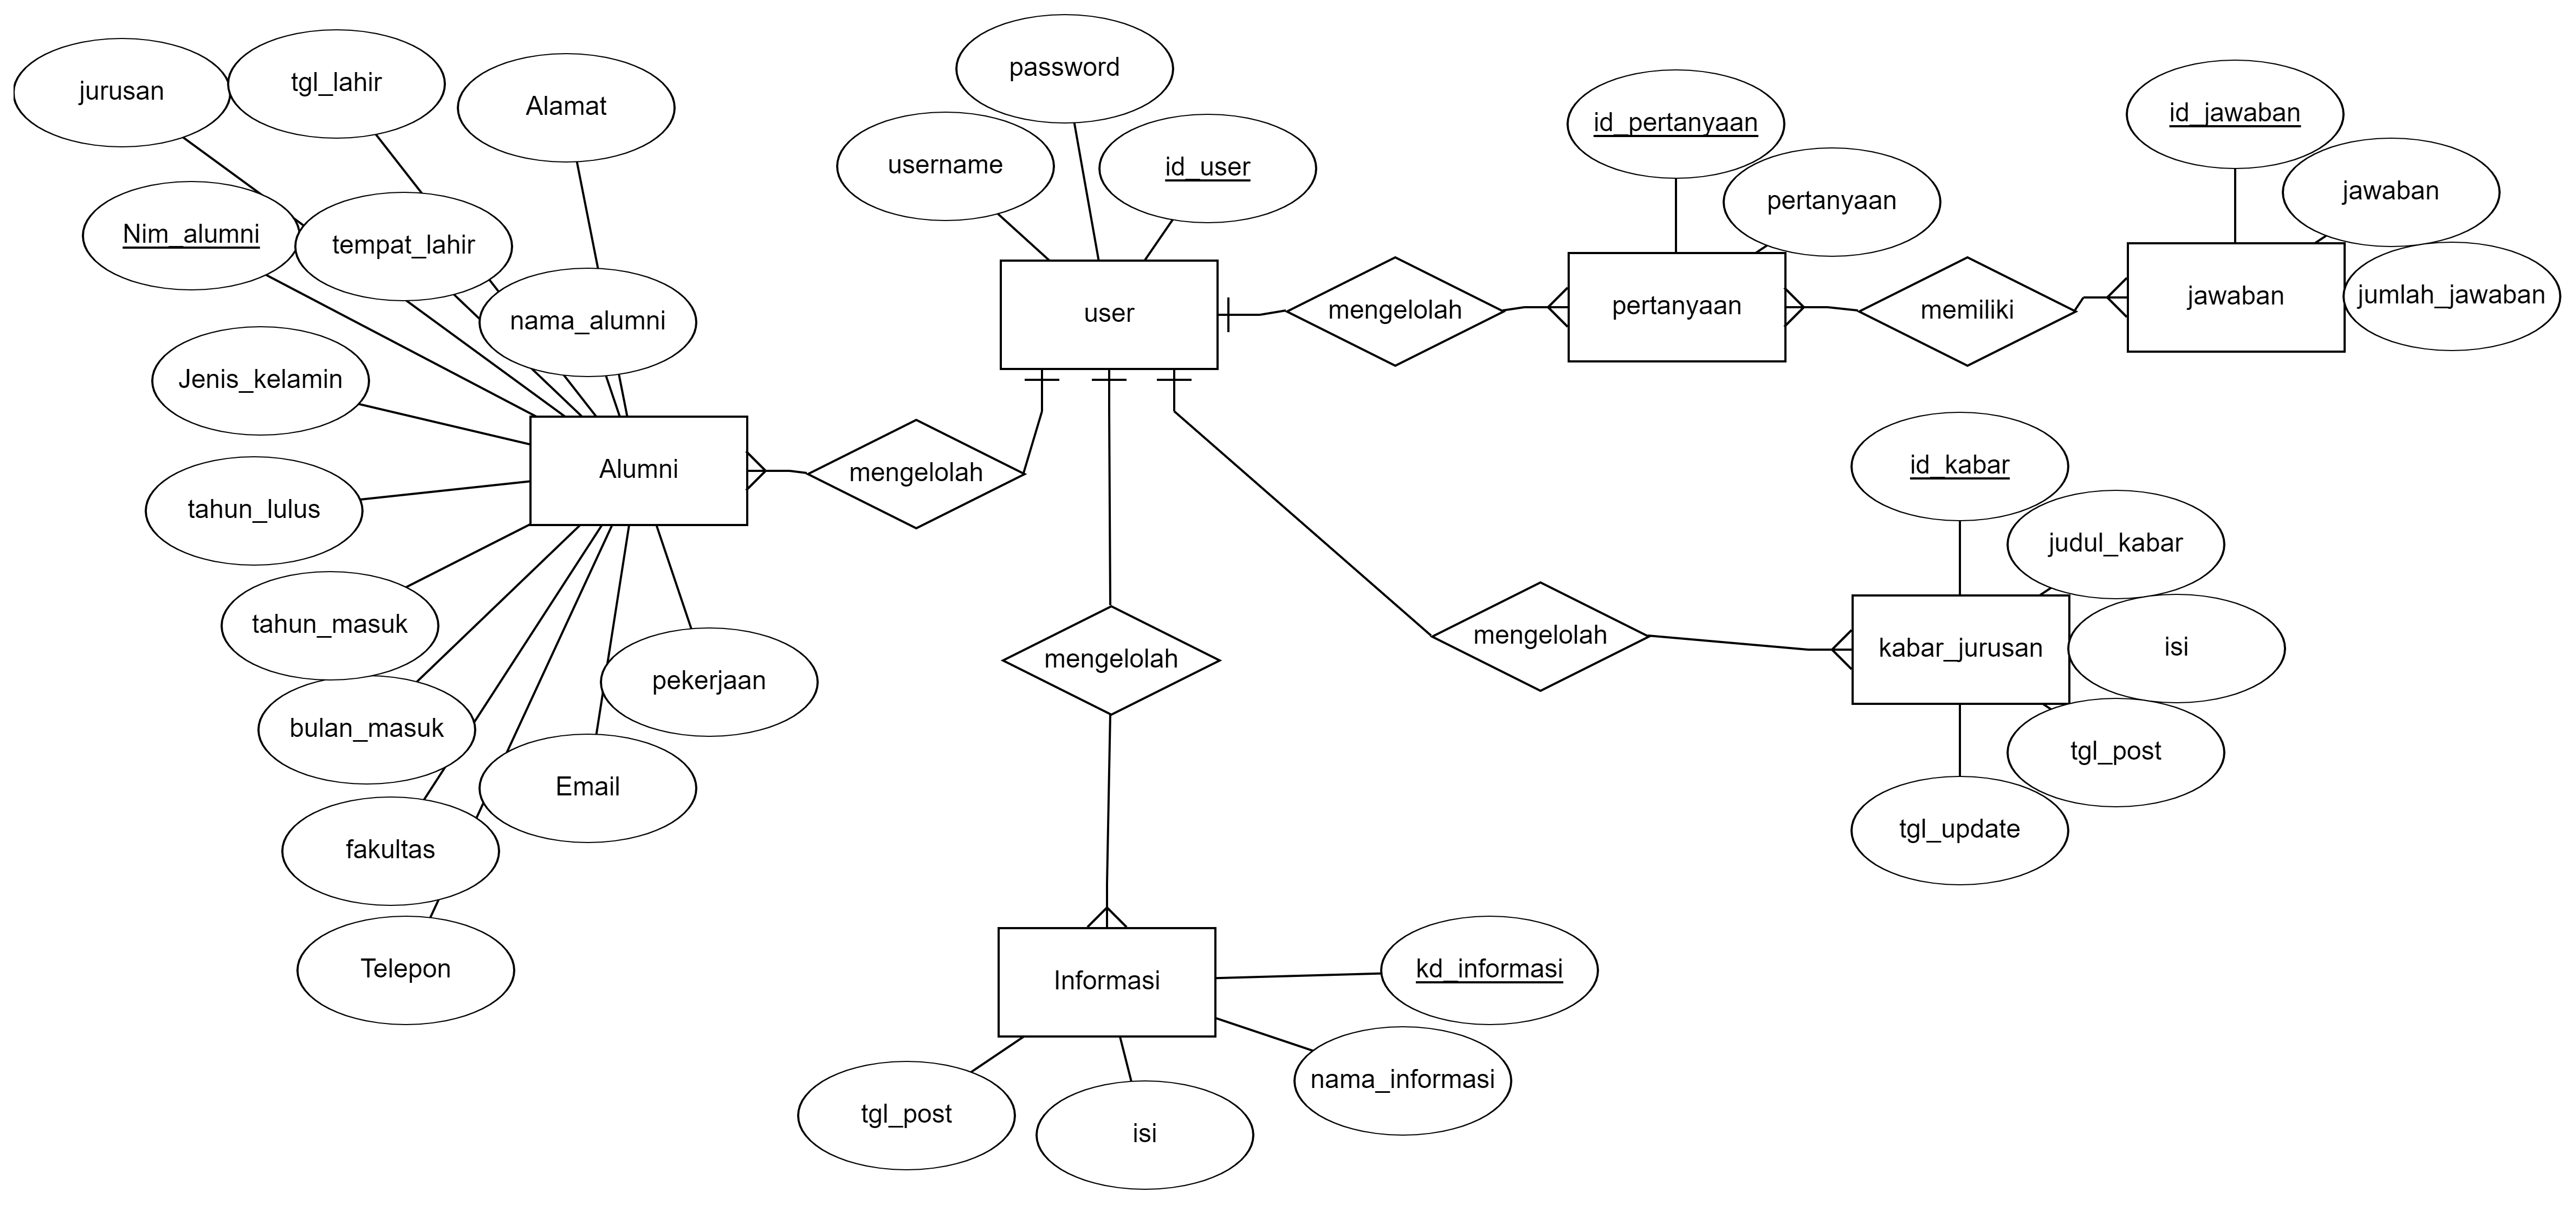 jurusan
tgl_lahir
Alamat
Nim_alumni
tempat_lahir
nama_alumni
Jenis_kelamin
tahun_lulus
tahun_masuk
bulan_masuk
fakultas
Telepon
Email
pekerjaan
Alumni
mengelolah
password
username
id_user
user
mengelolah
id_pertanyaan
pertanyaan
pertanyaan
memiliki
id_jawaban
jawaban
jawaban
jumlah_jawaban
mengelolah
mengelolah
id_kabar
judul_kabar
kabar_jurusan
isi
tgl_post
tgl_update
Informasi
kd_informasi
nama_informasi
tgl_post
isi